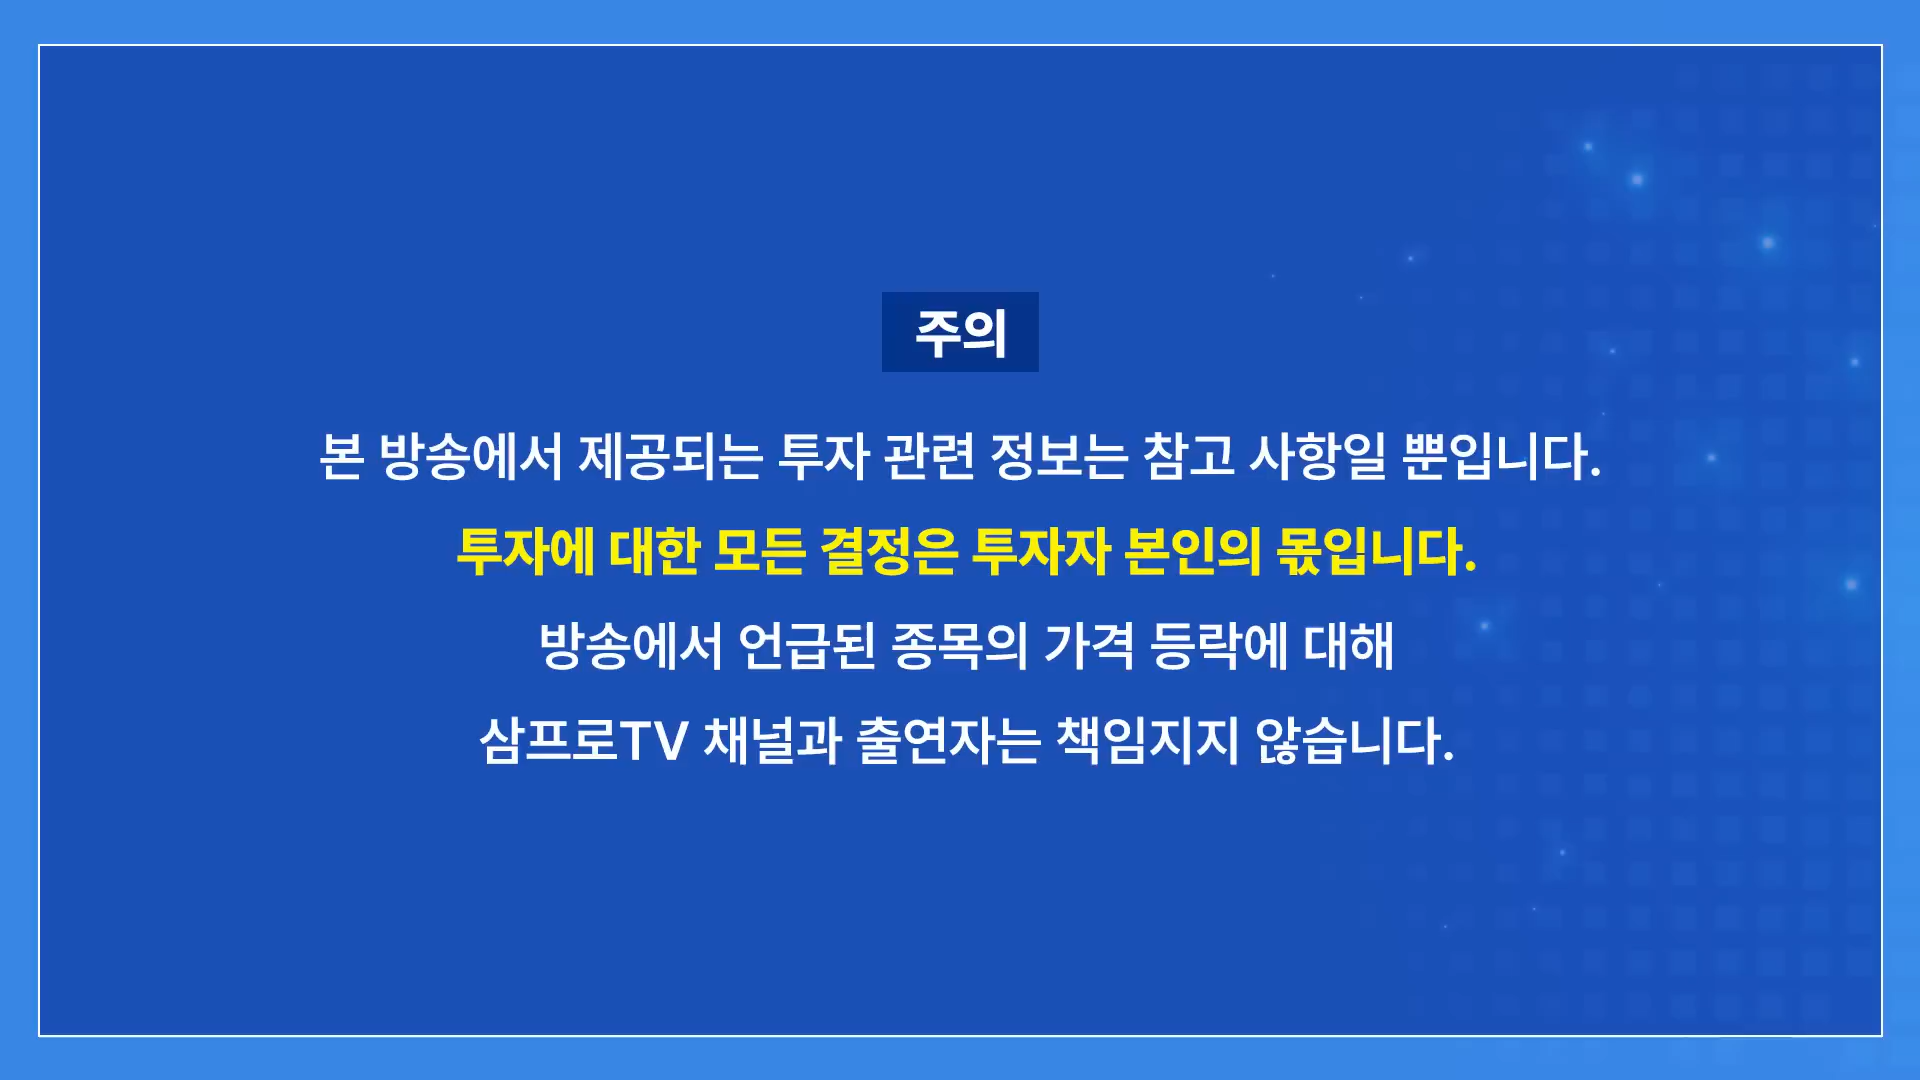 주의
본 방송에서 제공되는 투자 관련 정보는 참고 사항일 뿐입니다.
투자에 대한 모든 결정은 투자자 본인의 몫입니다.
방송에서 언급된 종목의 가격 등락에 대해
삼프로TV 채널과 출연자는 책임지지 않습니다.